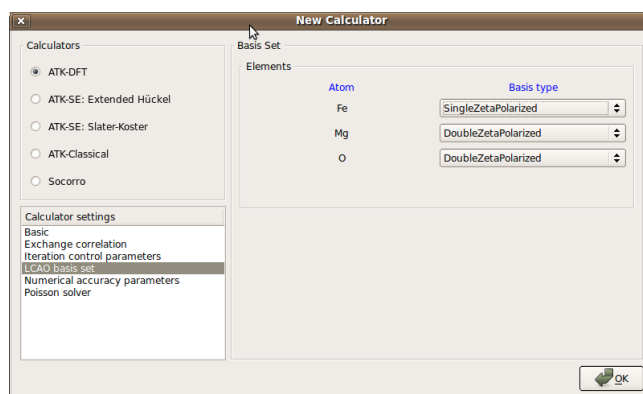 New Calculator
Calculators
ATK-DFT
ATK-SE: Extended Hückel
ATK-SE: Slater-Koster
ATK-Classical
Socorro
Calculator settings
Basic
Exchange correlation
Iteration control parameters
LCAO basis set
Numerical accuracy parameters
Poisson solver
Basis Set
Elements
Atom Basis type
Fe SingleZetaPolarized
Mg DoubleZetaPolarized
O DoubleZetaPolarized
OK